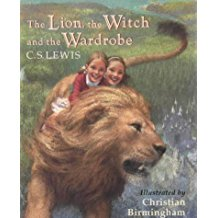 The Lion, the Witch
and the Wardrobe
C.S. LEWIS
Illustrated by
Christian
Birmingham